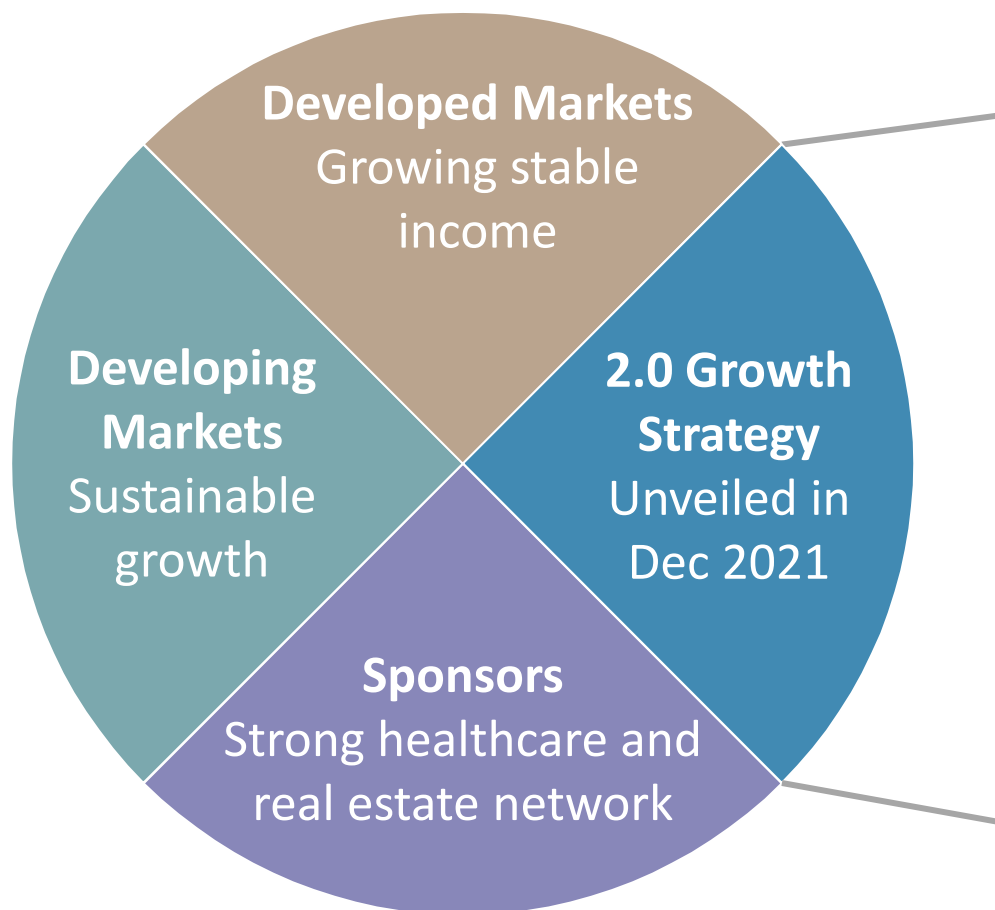 Developed Markets
Growing stable
income
Developing
Markets
Sustainable
growth
2.0 Growth
Strategy
Unveiled in
Dec 2021
Sponsors
Strong healthcare and
real estate network